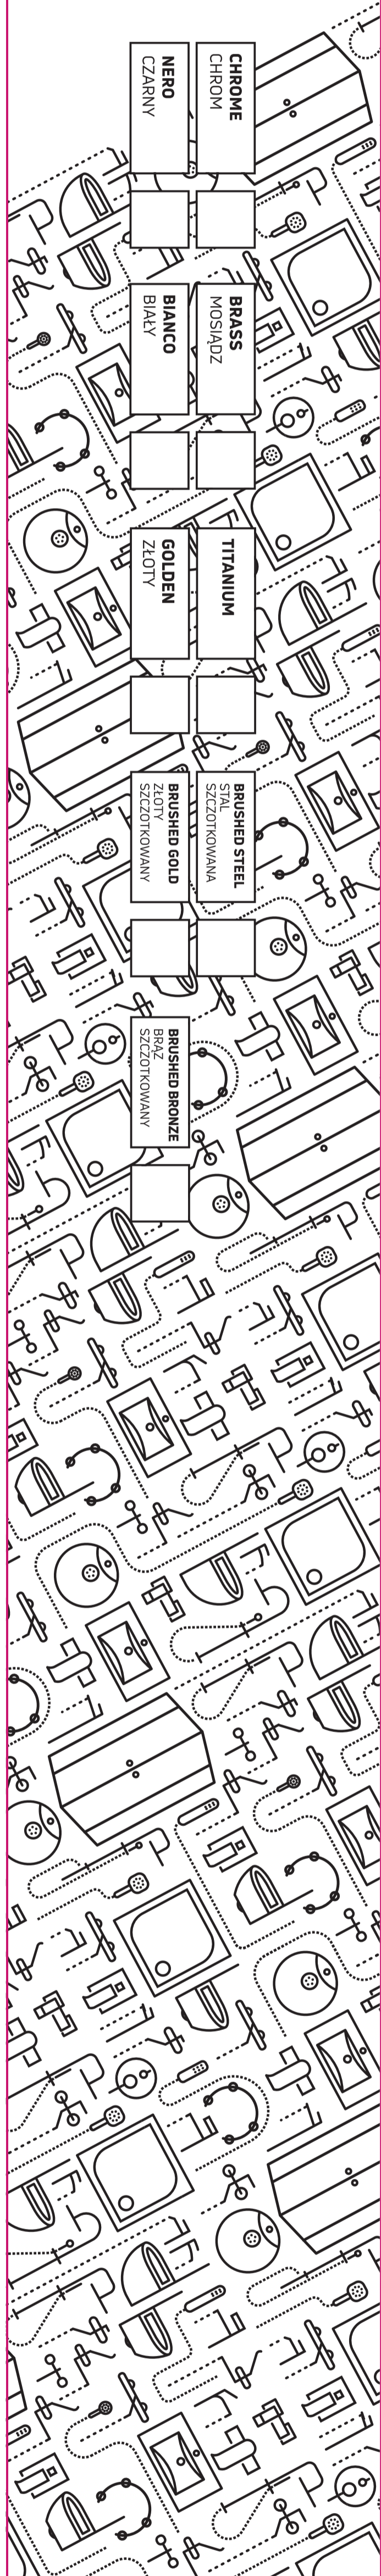 CHROME
CHROM
BRASS
MOSIĄDZ
TITANIUM
BRUSHED STEEL
STAL
SZCZOTKOWANA
NERO
CZARNY
BIANCO
BIAŁY
GOLDEN
ZŁOTY
BRUSHED GOLD
ZŁOTY
SZCZOTKOWANY
BRUSHED BRONZE
BRĄZ
SZCZOTKOWANY